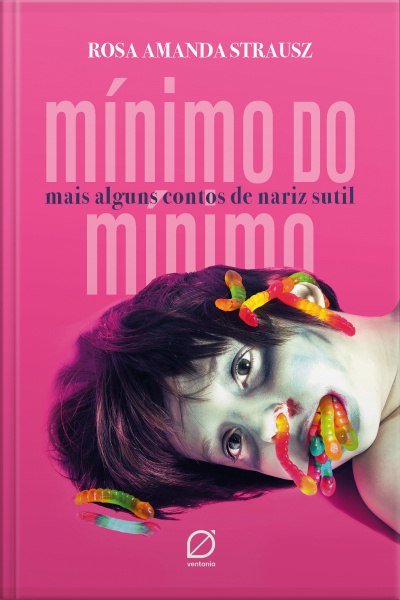 ROSA AMANDA STRAUSZ
mínimo DO
mais alguns contos de nariz sutil
mínimo
ventania